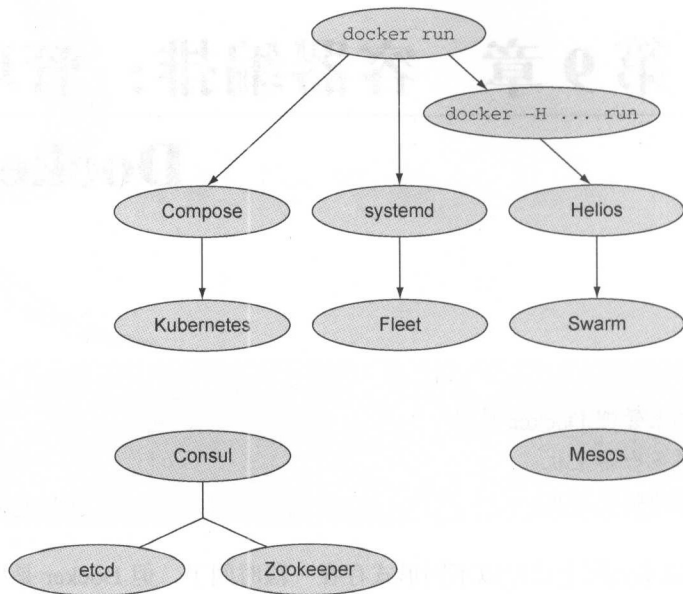 docker run
docker -H ... run
Compose
systemd
Helios
Kubernetes
Fleet
Swarm
Consul
Mesos
etcd
Zookeeper